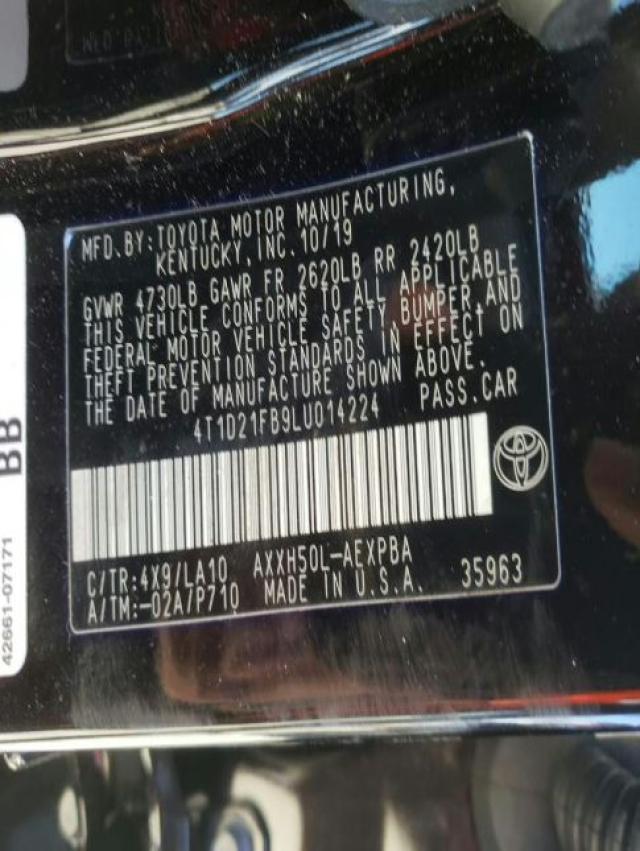 MFD.BY:TOYOTA MOTOR MANUFACTURING,
KENTUCKY, INC. 10/19
GVWR 4730LB GAWR FR 2620LB RR 2420LB
THIS VEHICLE CONFORMS TO ALL APPLICABLE
FEDERAL MOTOR VEHICLE SAFETY BUMPER, AND
THEFT PREVENTION STANDARDS IN EFFECT ON
THE DATE OF MANUFACTURE SHOWN ABOVE.
4T1D21FB9LU014224 PASS.CAR
C/TR:4X9/LA10 AXXH50L-AEXPBA
A/TM:-02A/P710 MADE IN U.S.A. 35963
BB
42661-07171